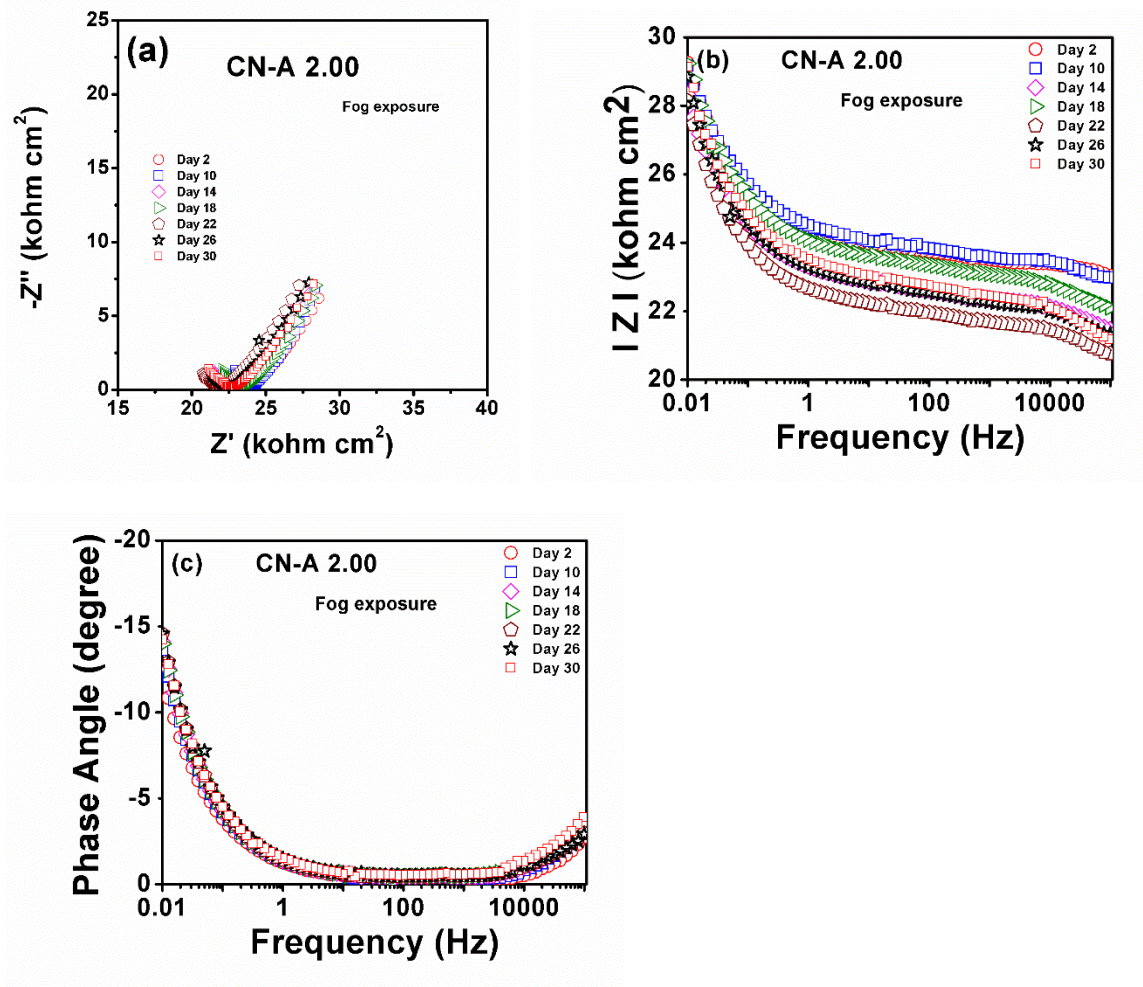 (a)
CN-A 2.00
Fog exposure
Day 2
Day 10
Day 14
Day 18
Day 22
Day 26
Day 30
25
20
15
10
5
0
-Z'' (kohm cm2)
15 20 25 30 35 40
Z' (kohm cm2)
(b)
CN-A 2.00
Fog exposure
Day 2
Day 10
Day 14
Day 18
Day 22
Day 26
Day 30
30
28
26
24
22
20
I Z I (kohm cm2)
0.01 1 100 10000
Frequency (Hz)
(c)
CN-A 2.00
Fog exposure
Day 2
Day 10
Day 14
Day 18
Day 22
Day 26
Day 30
-20
-15
-10
-5
0
Phase Angle (degree)
0.01 1 100 10000
Frequency (Hz)